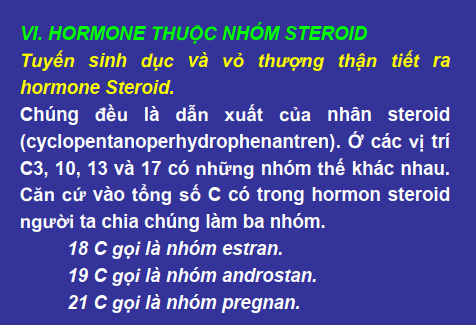 VI. HORMONE THUỘC NHÓM STEROID
Tuyến sinh dục và vỏ thượng thận tiết ra
hormone Steroid.
Chúng đều là dẫn xuất của nhân steroid
(cyclopentanoperhydrophenantren). Ở các vị trí
C3, 10, 13 và 17 có những nhóm thế khác nhau.
Căn cứ vào tổng số C có trong hormon steroid
người ta chia chúng làm ba nhóm.
18 C gọi là nhóm estran.
19 C gọi là nhóm androstan.
21 C gọi là nhóm pregnan.